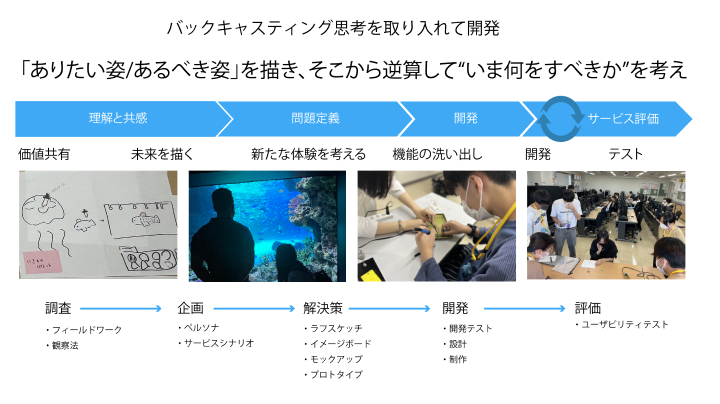 バックキャスティング思考を取り入れて開発
「ありたい姿/あるべき姿」を描き、そこから逆算して“いま何をすべきか”を考え
理解と共感
問題定義
開発
サービス評価
価値共有
未来を描く
新たな体験を考える
機能の洗い出し
開発
テスト
調査
企画
解決策
開発
評価
・フィールドワーク
・観察法
・ペルソナ
・サービスシナリオ
・ラフスケッチ
・イメージボード
・モックアップ
・プロトタイプ
・開発テスト
・設計
・制作
・ユーザビリティテスト